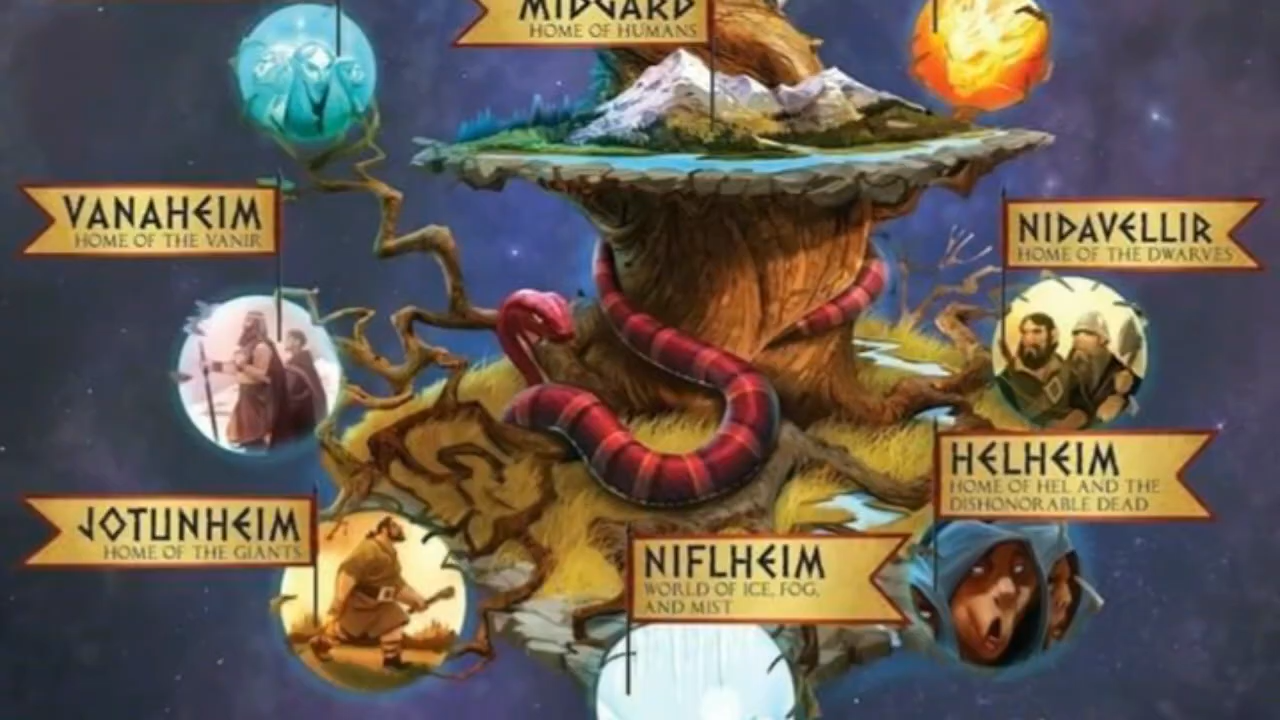 MIDGARD
HOME OF HUMANS
VANAHEIM
HOME OF THE VANIR
NIDAVELLIR
HOME OF THE DWARVES
HELHEIM
HOME OF HEL AND THE
DISHONORABLE DEAD
JOTUNHEIM
HOME OF THE GIANTS
NIFLHEIM
WORLD OF ICE, FOG,
AND MIST